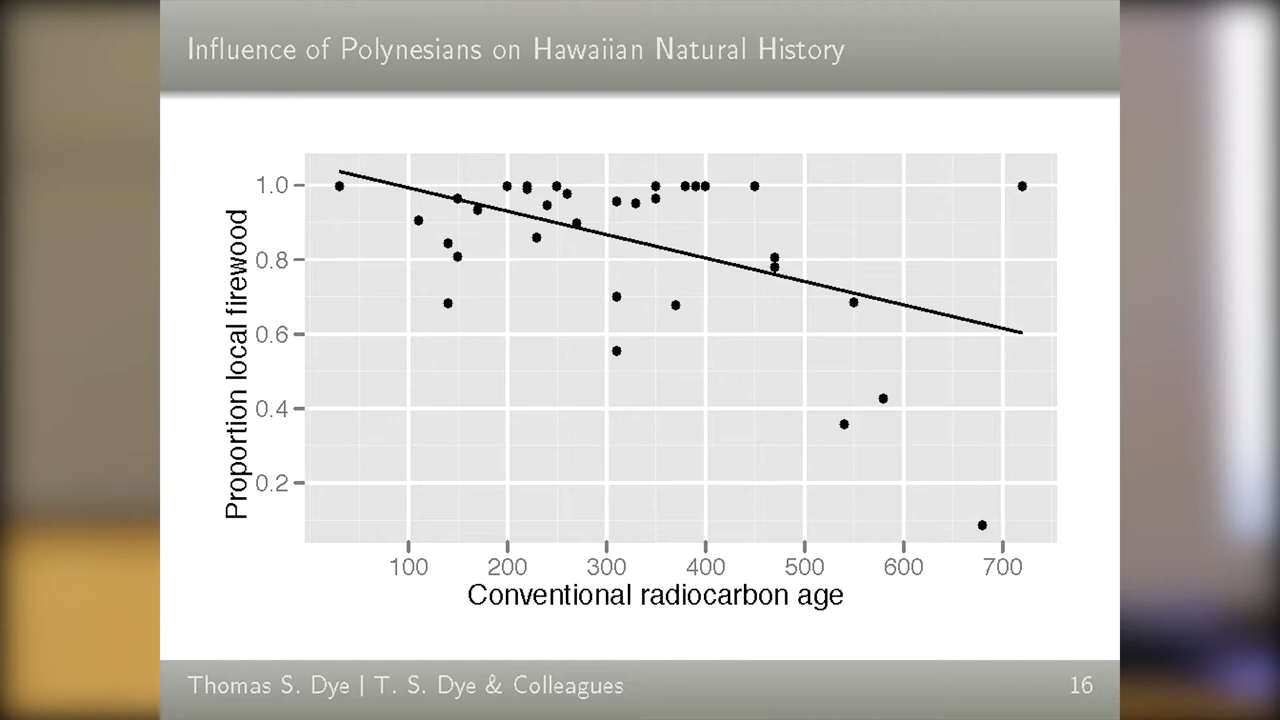 Influence of Polynesians on Hawaiian Natural History
Proportion local firewood
1.0
0.8
0.6
0.4
0.2
100 200 300 400 500 600 700
Conventional radiocarbon age
Thomas S. Dye | T. S. Dye & Colleagues 16